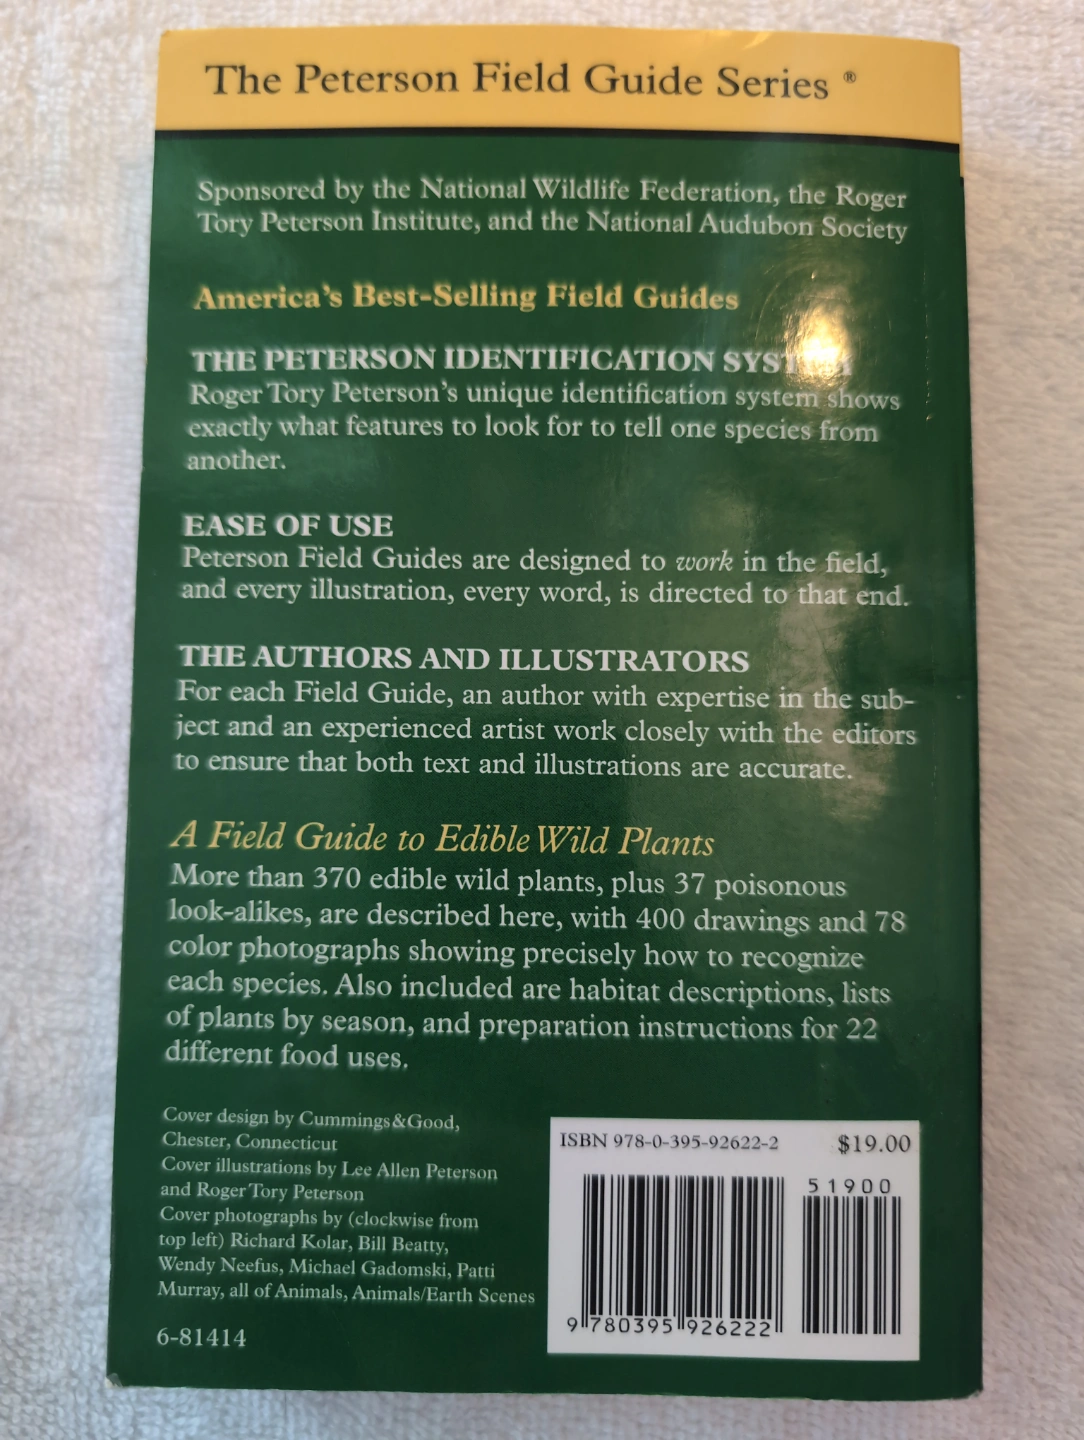 The Peterson Field Guide Series ®
Sponsored by the National Wildlife Federation, the Roger
Tory Peterson Institute, and the National Audubon Society
America's Best-Selling Field Guides
THE PETERSON IDENTIFICATION SYSTEM
Roger Tory Peterson's unique identification system shows
exactly what features to look for to tell one species from
another.
EASE OF USE
Peterson Field Guides are designed to work in the field,
and every illustration, every word, is directed to that end.
THE AUTHORS AND ILLUSTRATORS
For each Field Guide, an author with expertise in the sub-
ject and an experienced artist work closely with the editors
to ensure that both text and illustrations are accurate.
A Field Guide to Edible Wild Plants
More than 370 edible wild plants, plus 37 poisonous
look-alikes, are described here, with 400 drawings and 78
color photographs showing precisely how to recognize
each species. Also included are habitat descriptions, lists
of plants by season, and preparation instructions for 22
different food uses.
Cover design by Cummings&Good,
Chester, Connecticut
Cover illustrations by Lee Allen Peterson
and Roger Tory Peterson
Cover photographs by (clockwise from
top left) Richard Kolar, Bill Beatty,
Wendy Neefus, Michael Gadomski, Patti
Murray, all of Animals, Animals/Earth Scenes
6-81414
ISBN 978-0-395-92622-2 $19.00
51900
9 780395 926222